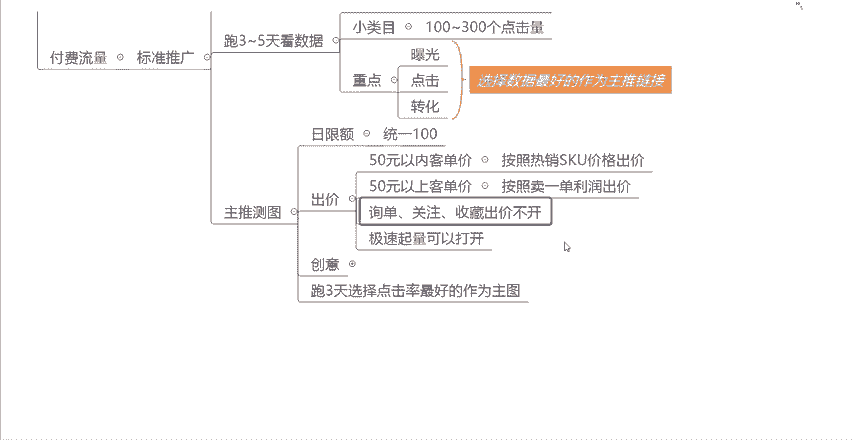 付费流量
标准推广
跑3~5天看数据
小类目
100~300个点击量
重点
曝光
点击
转化
选择数据最好的作为主推链接
主推测图
日限额
统一100
出价
50元以内客单价
按照热销SKU价格出价
50元以上客单价
按照卖一单利润出价
询单、关注、收藏出价不开
极速起量可以打开
创意
跑3天选择点击率最好的作为主图